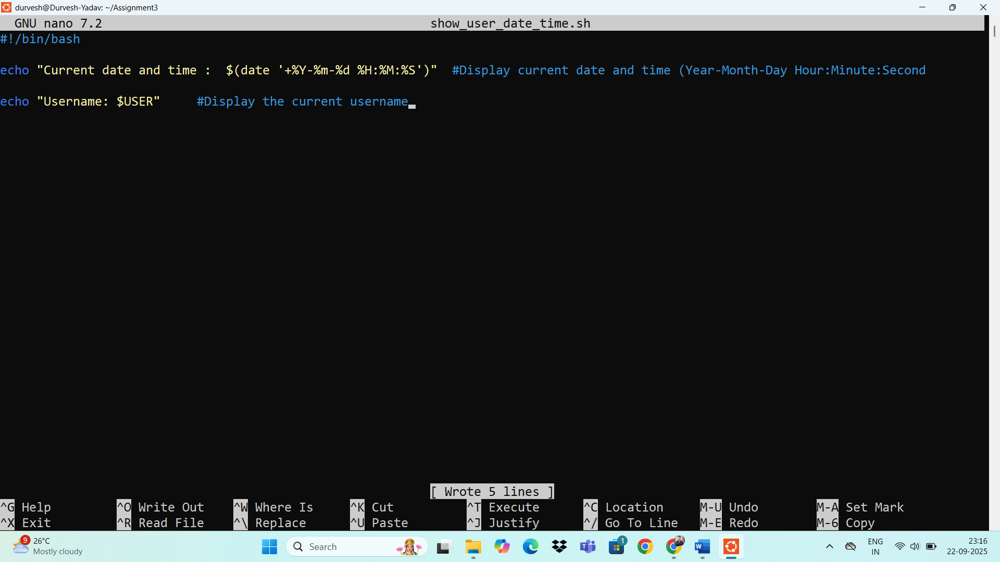 durvesh@Durvesh-Yadav: ~/Assignment3
GNU nano 7.2 show_user_date_time.sh
#!/bin/bash
echo "Current date and time :  $(date '+%Y-%m-%d %H:%M:%S')"  #Display current date and time (Year-Month-Day Hour:Minute:Second
echo "Username: $USER"     #Display the current username
[ Wrote 5 lines ]
^G Help ^O Write Out ^W Where Is ^K Cut ^T Execute ^C Location M-U Undo M-A Set Mark
^X Exit ^R Read File ^\ Replace ^U Paste ^J Justify ^/ Go To Line M-E Redo M-6 Copy
9
26°C
Mostly cloudy
Search
1
ENG
IN
23:16
22-09-2025